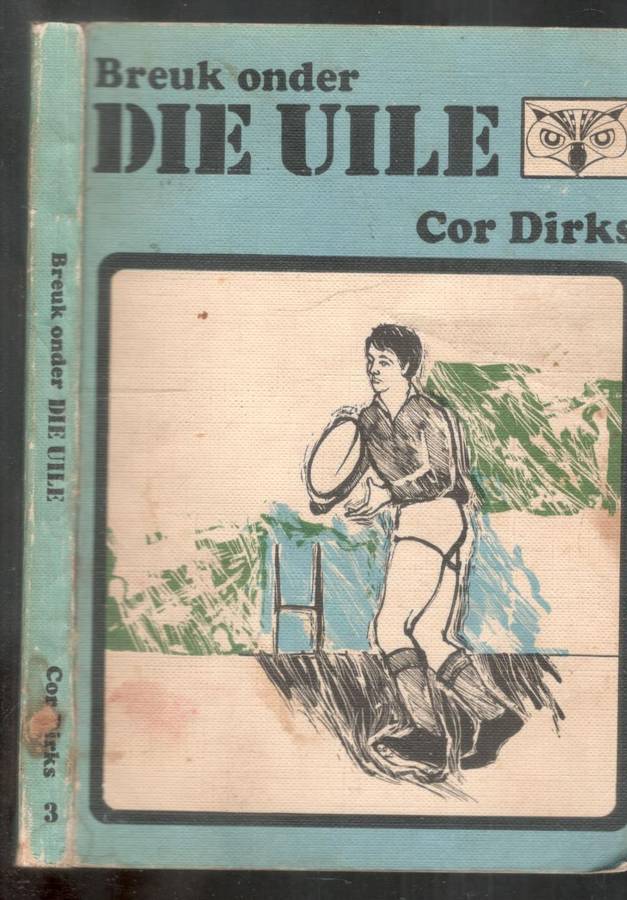 Breuk onder
DIE UILE
Cor Dirks
Breuk onder DIE UILE
Cor Dirks
3